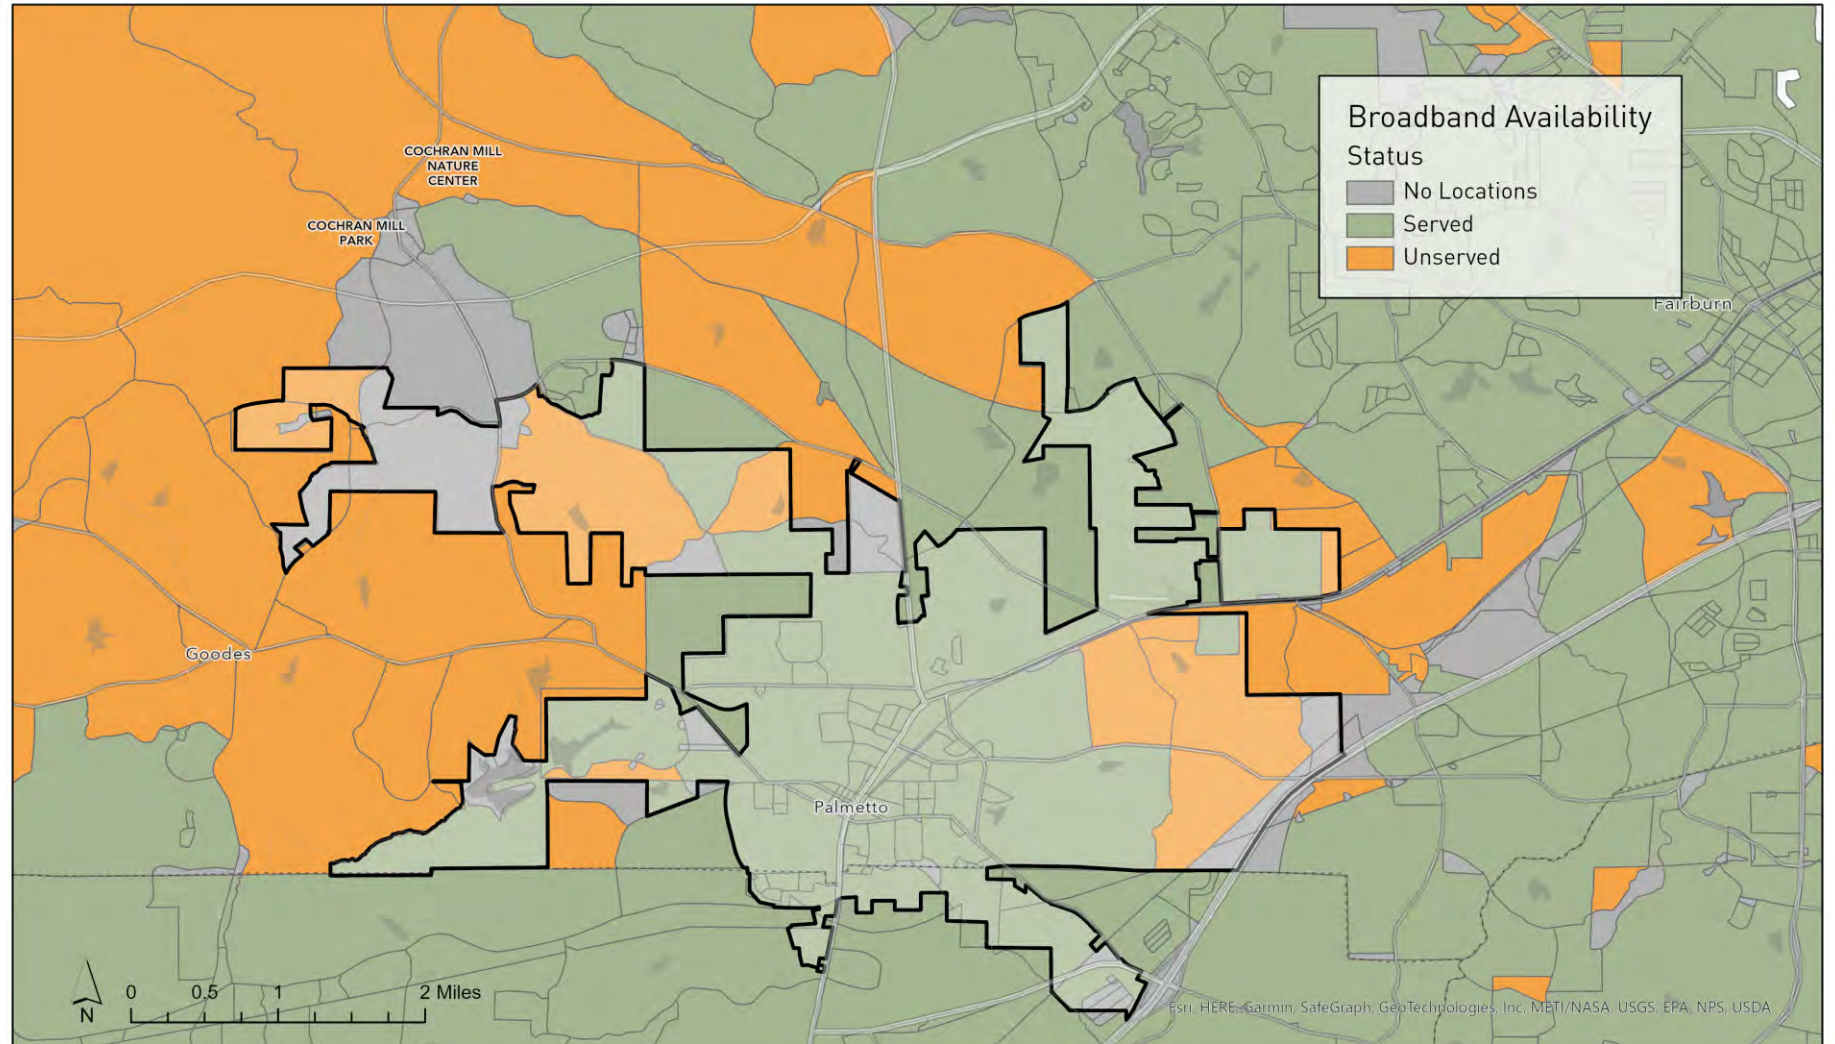 COCHRAN MILL
NATURE
CENTER
COCHRAN MILL
PARK
Broadband Availability
Status
No Locations
Served
Unserved
Fairburn
Goodes
Palmetto
N
0 0.5 1 2 Miles
Esri, HERE, Garmin, SafeGraph, GeoTechnologies, Inc, METI/NASA, USGS, EPA, NPS, USDA